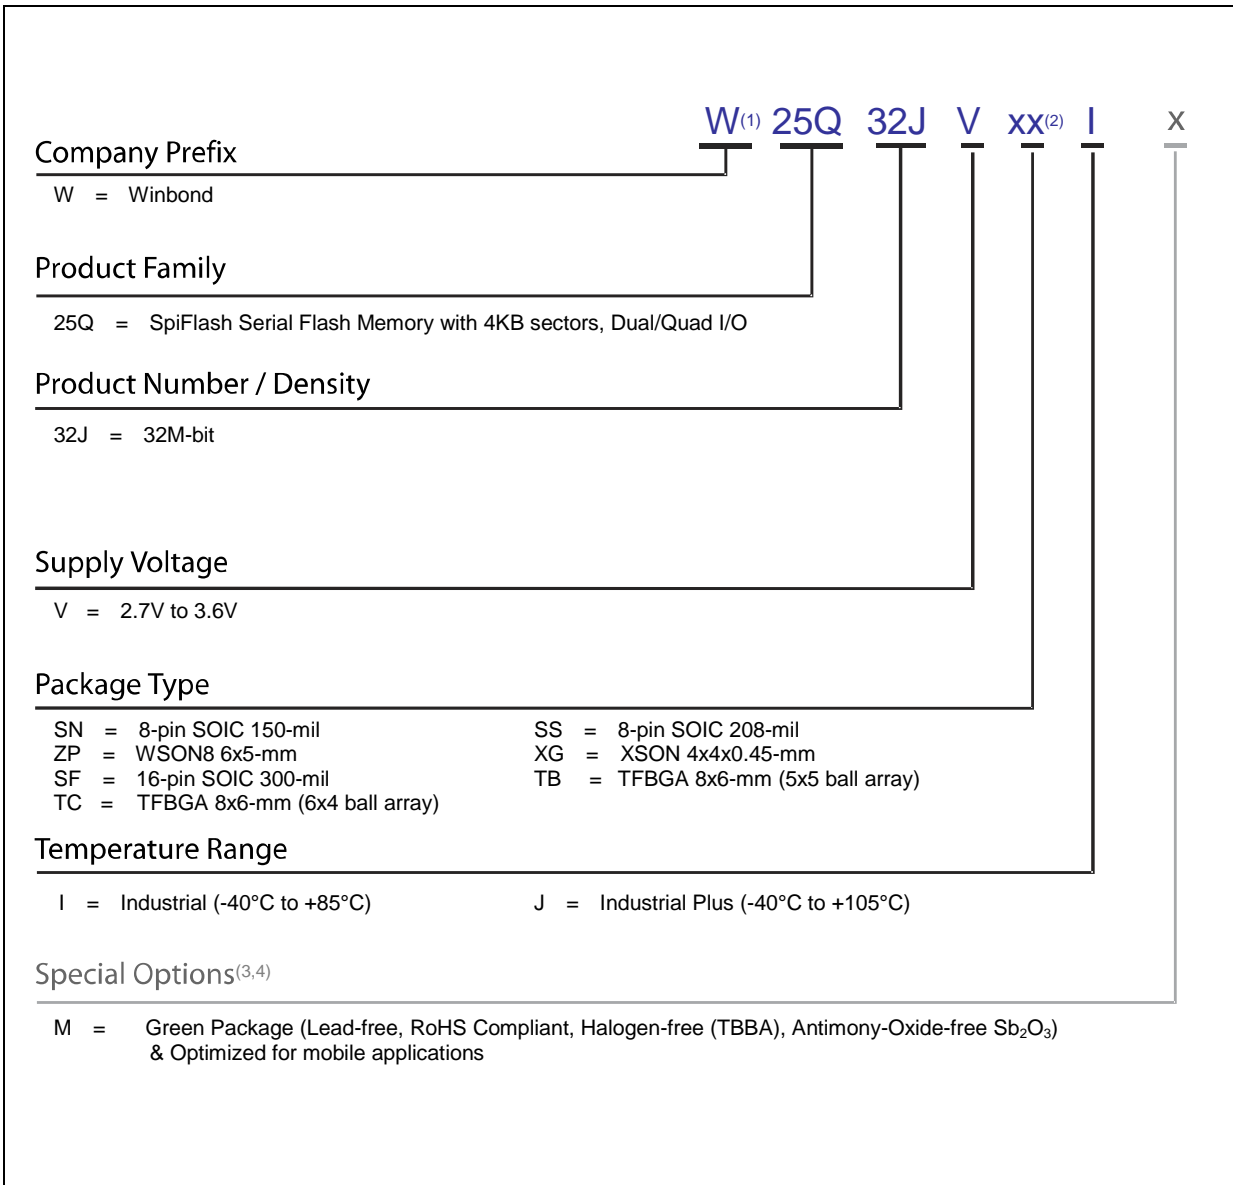 W(1) 25Q 32J V xx(2) I x
Company Prefix
W = Winbond
Product Family
25Q = SpiFlash Serial Flash Memory with 4KB sectors, Dual/Quad I/O
Product Number / Density
32J = 32M-bit
Supply Voltage
V = 2.7V to 3.6V
Package Type
SN = 8-pin SOIC 150-mil SS = 8-pin SOIC 208-mil
ZP = WSON8 6x5-mm XG = XSON 4x4x0.45-mm
SF = 16-pin SOIC 300-mil TB = TFBGA 8x6-mm (5x5 ball array)
TC = TFBGA 8x6-mm (6x4 ball array)
Temperature Range
I = Industrial (-40°C to +85°C) J = Industrial Plus (-40°C to +105°C)
Special Options(3,4)
M = Green Package (Lead-free, RoHS Compliant, Halogen-free (TBBA), Antimony-Oxide-free Sb₂O₃)
& Optimized for mobile applications